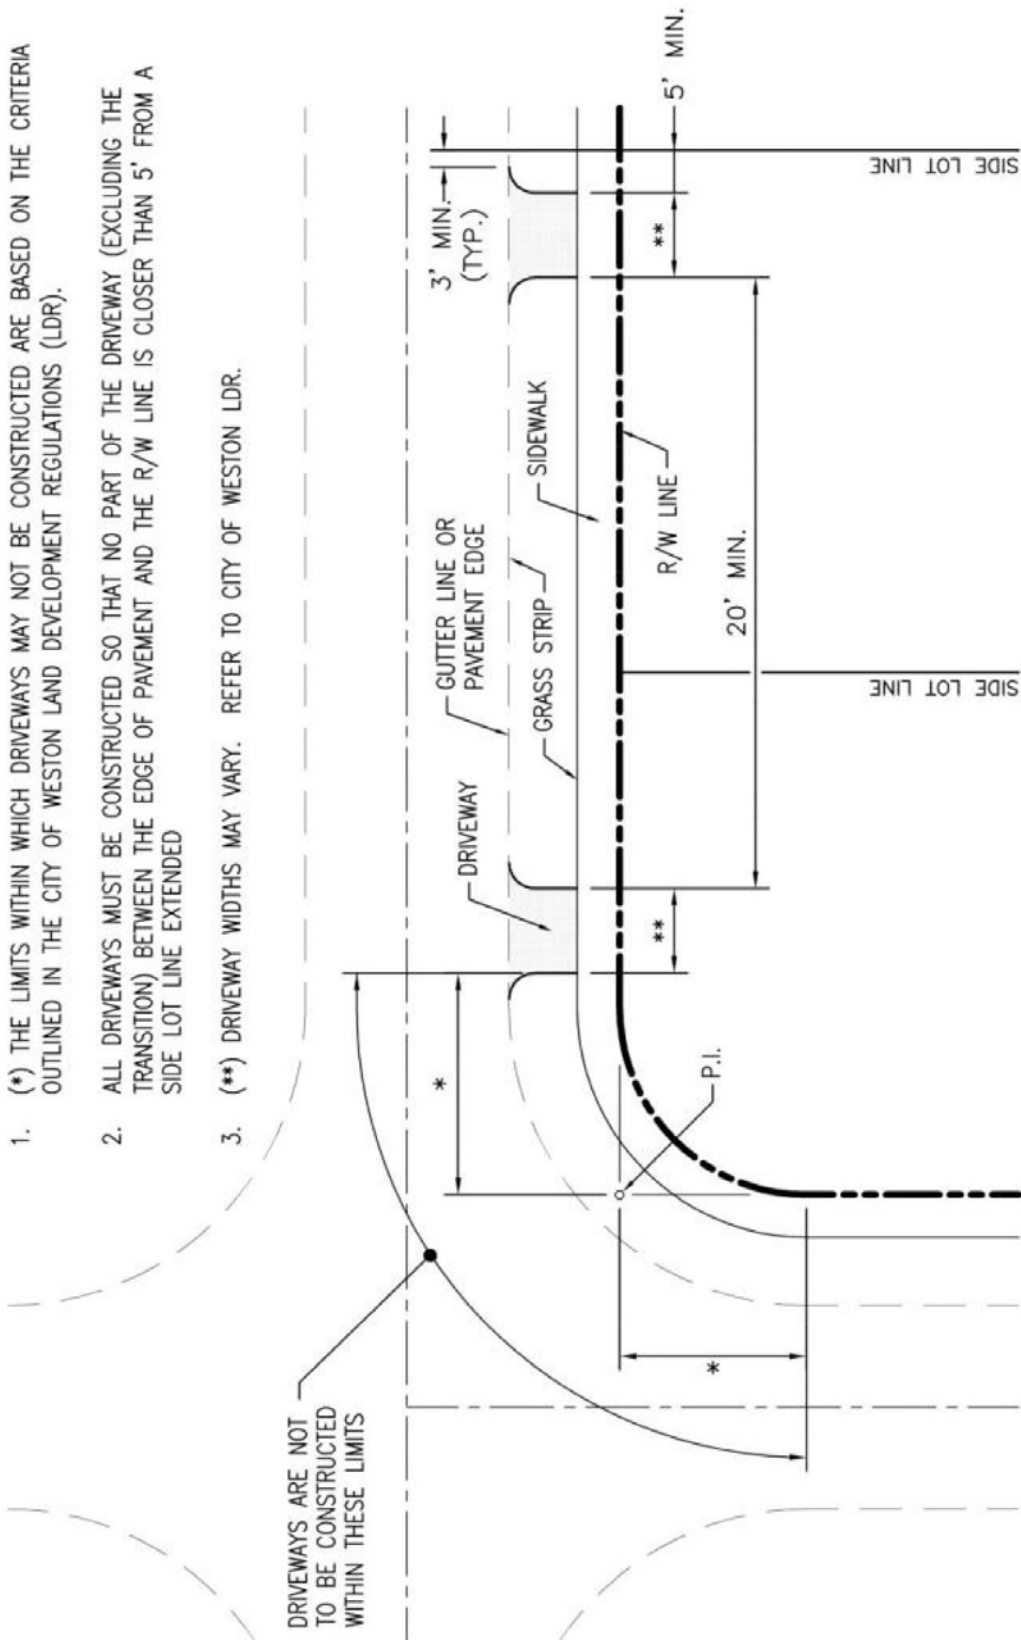 1. (*) THE LIMITS WITHIN WHICH DRIVEWAYS MAY NOT BE CONSTRUCTED ARE BASED ON THE CRITERIA
OUTLINED IN THE CITY OF WESTON LAND DEVELOPMENT REGULATIONS (LDR).
2. ALL DRIVEWAYS MUST BE CONSTRUCTED SO THAT NO PART OF THE DRIVEWAY (EXCLUDING THE
TRANSITION) BETWEEN THE EDGE OF PAVEMENT AND THE R/W LINE IS CLOSER THAN 5' FROM A
SIDE LOT LINE EXTENDED
3. (**) DRIVEWAY WIDTHS MAY VARY. REFER TO CITY OF WESTON LDR.
DRIVEWAYS ARE NOT
TO BE CONSTRUCTED
WITHIN THESE LIMITS
*
DRIVEWAY
GUTTER LINE OR
PAVEMENT EDGE
GRASS STRIP
SIDEWALK
3' MIN.
(TYP.)
5' MIN.
P.I.
*
**
R/W LINE
**
20' MIN.
SIDE LOT LINE
SIDE LOT LINE